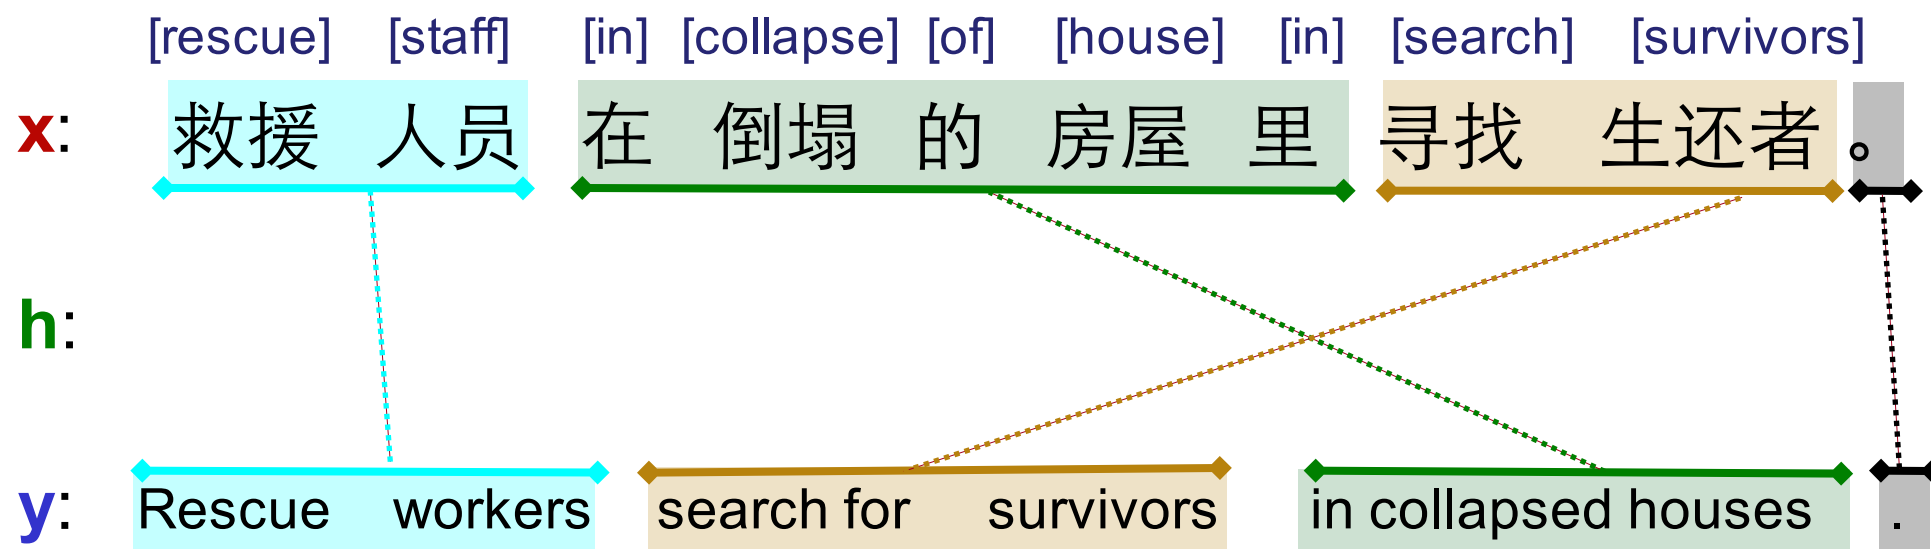 [rescue] [staff] [in] [collapse] [of] [house] [in] [search] [survivors]
x: 救援 人员 在 倒塌 的 房屋 里 寻找 生还者 。
h:
y: Rescue workers search for survivors in collapsed houses .